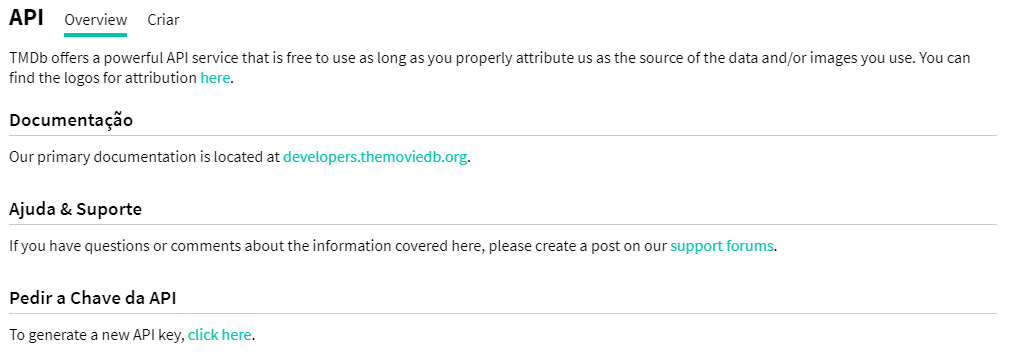 API Overview Criar
TMDb offers a powerful API service that is free to use as long as you properly attribute us as the source of the data and/or images you use. You can
find the logos for attribution here.
Documentação
Our primary documentation is located at developers.themoviedb.org.
Ajuda & Suporte
If you have questions or comments about the information covered here, please create a post on our support forums.
Pedir a Chave da API
To generate a new API key, click here.